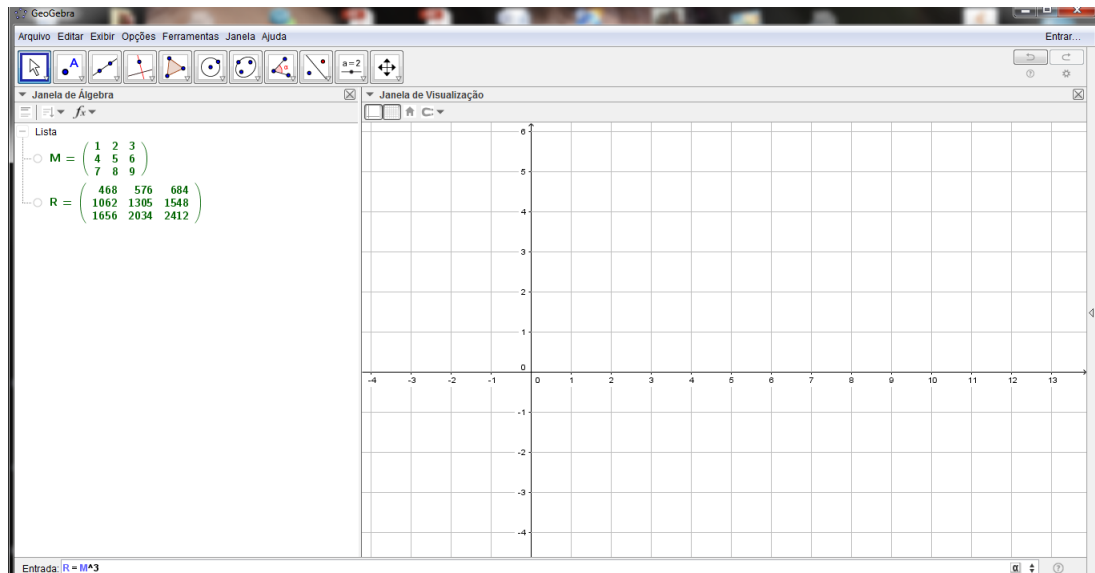 GeoGebra
Arquivo Editar Exibir Opções Ferramentas Janela Ajuda
Entrar...
A
α
a=2
Janela de Álgebra
Janela de Visualização
fx
Lista
M = ( 1 2 3
4 5 6
7 8 9 )
R = ( 468 576 684
1062 1305 1548
1656 2034 2412 )
6
5
4
3
2
1
0
-4 -3 -2 -1 0 1 2 3 4 5 6 7 8 9 10 11 12 13
-1
-2
-3
-4
Entrada: R = M^3
α